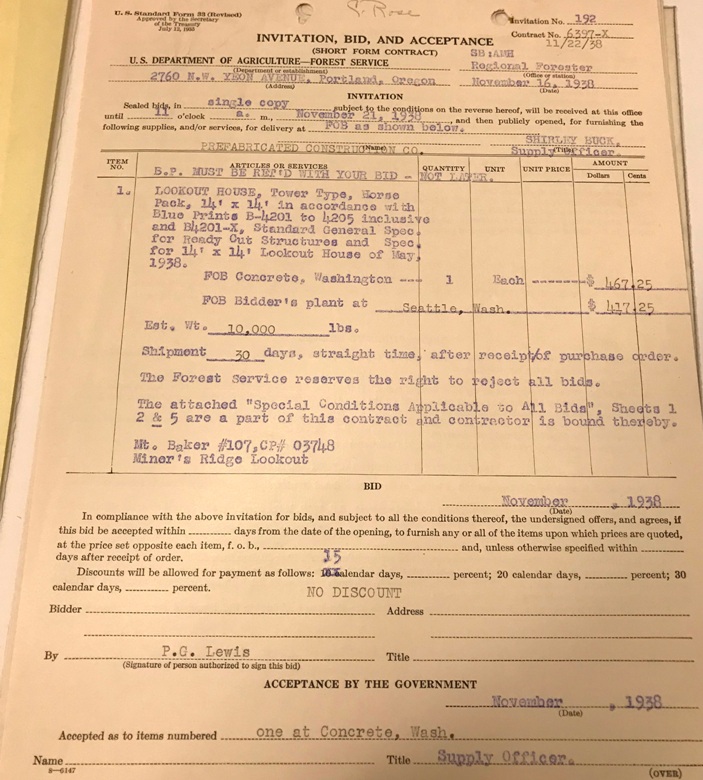 U. S. Standard Form 33 (Revised)
Approved by the Secretary
of the Treasury
July 12, 1935
S. Rose
Invitation No. 192
Contract No. 6397-X
11/22/38
INVITATION, BID, AND ACCEPTANCE
(SHORT FORM CONTRACT)
U.S. DEPARTMENT OF AGRICULTURE—FOREST SERVICE
Regional Forester
(Department or establishment)
(Office or station)
2760 N.W. YEON AVENUE, Portland, Oregon
November 16, 1938
(Address)
(Date)
INVITATION
Sealed bids, in single copy subject to the conditions on the reverse hereof, will be received at this office
until 11 o'clock a. m., November 21, 1938, and then publicly opened, for furnishing the
following supplies, and/or services, for delivery at FOB as shown below.
PREFABRICATED CONSTRUCTION CO. SHIRLEY BUCK,
(Name) Supply Officer. (Title)
ITEM NO. ARTICLES OR SERVICES QUANTITY UNIT UNIT PRICE AMOUNT
Dollars Cents
B.P. MUST BE RET'D WITH YOUR BID - NOT LATER.
1. LOOKOUT HOUSE, Tower Type, Horse
Pack, 14' x 14' in accordance with
Blue Prints B-4201 to 4205 inclusive
and B4201-X, Standard General Spec.
for Ready Cut Structures and Spec.
for 14' x 14' Lookout House of May,
1938.
FOB Concrete, Washington --- 1 Each ------ $ 467.25
FOB Bidder's plant at Seattle, Wash. $ 417.25
Est. Wt. 10,000 lbs.
Shipment 30 days, straight time, after receipt of purchase order.
The Forest Service reserves the right to reject all bids.
The attached "Special Conditions Applicable to All Bids", Sheets 1
2 & 5 are a part of this contract and contractor is bound thereby.
Mt. Baker #107, CP# 03748
Miner's Ridge Lookout
BID
November , 1938
(Date)
In compliance with the above invitation for bids, and subject to all the conditions thereof, the undersigned offers, and agrees, if
this bid be accepted within ---------- days from the date of the opening, to furnish any or all of the items upon which prices are quoted,
at the price set opposite each item, f. o. b., ---------- and, unless otherwise specified within ----------
days after receipt of order.
15
Discounts will be allowed for payment as follows: calendar days, ---------- percent; 20 calendar days, ---------- percent; 30
calendar days, ---------- percent.
NO DISCOUNT
Bidder Address
By P.G. Lewis Title
(Signature of person authorized to sign this bid)
ACCEPTANCE BY THE GOVERNMENT
November , 1938
(Date)
Accepted as to items numbered one at Concrete, Wash.
Name Title Supply Officer.
8—6147
(OVER)